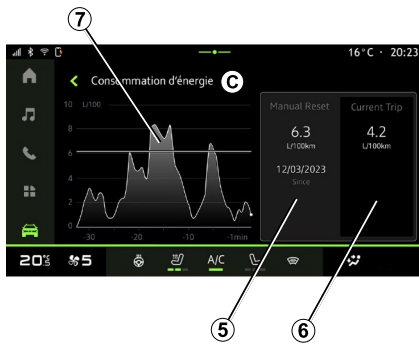 7
16°C · 20:23
Consommation d'énergie C
10 L/100
8
6
4
2
0
-30 -20 -10 -1min
Manual Reset
6.3
L/100km
12/03/2023
Since
Current Trip
4.2
L/100km
20 5 A/C
5 6